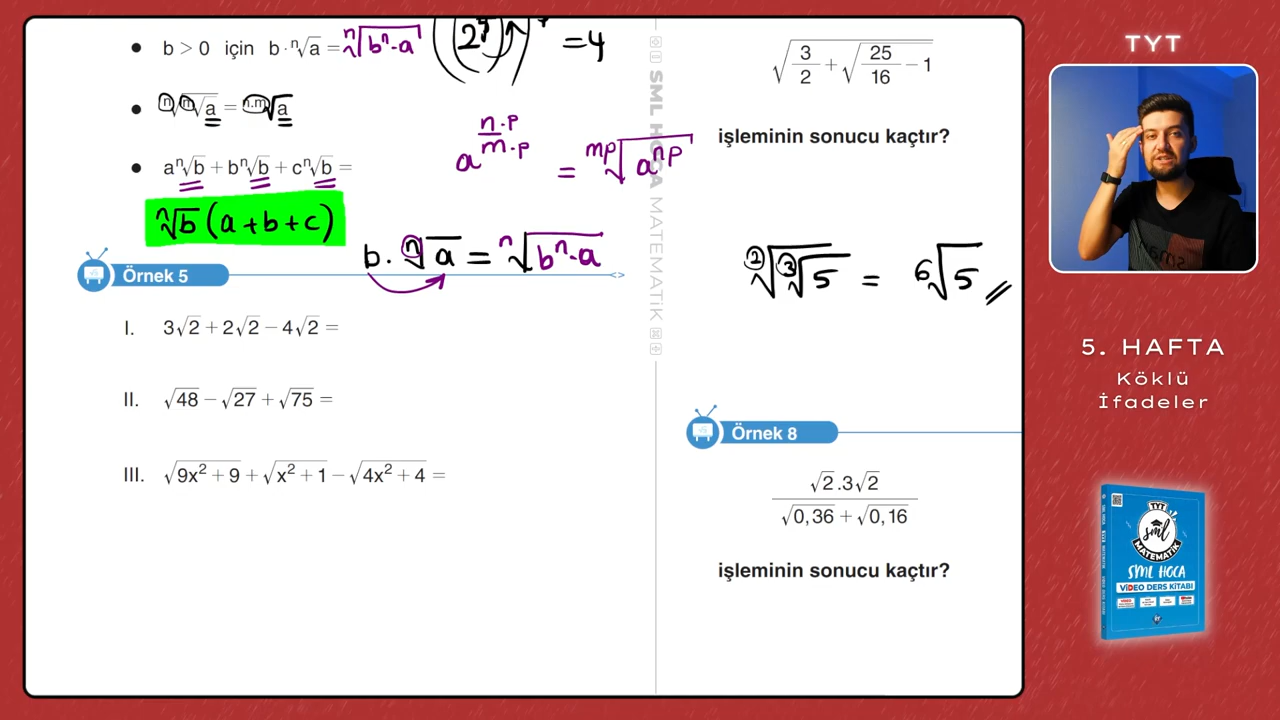 • b > 0 için b · ⁿ√a = ⁿ√(bⁿ·a)
= 4
• ⁿ√ᵐ√a = ⁿ·ᵐ√a
a^(n·p / m·p) = ᵐᵖ√(aⁿᵖ)
• aⁿ√b + bⁿ√b + cⁿ√b =
ⁿ√b (a + b + c)
Örnek 5
b · ⁿ√a = ⁿ√(bⁿ·a)
I. 3√2 + 2√2 − 4√2 =
II. √48 − √27 + √75 =
III. √(9x² + 9) + √(x² + 1) − √(4x² + 4) =
SML HOCA MATEMATİK
√(3/2 + √(25/16 − 1))
işleminin sonucu kaçtır?
²√³√5 = ⁶√5
Örnek 8
√2 .3√2
√0,36 + √0,16
işleminin sonucu kaçtır?
TYT
5. HAFTA
Köklü
İfadeler
TYT
sml
MATEMATİK
SML HOCA
VİDEO DERS KİTABI